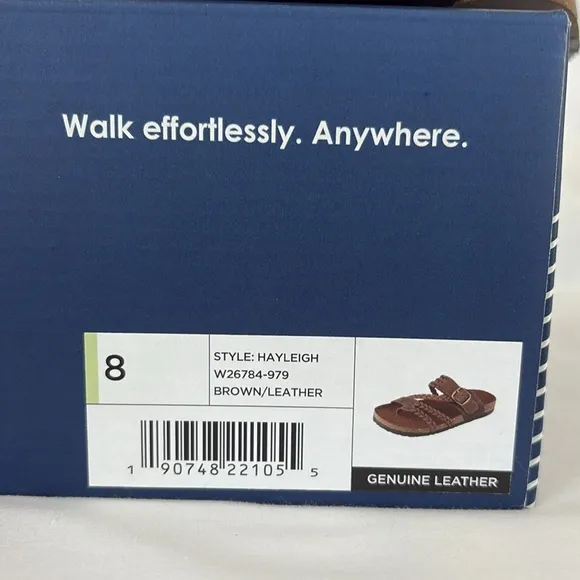 Walk effortlessly. Anywhere.
8
STYLE: HAYLEIGH
W26784-979
BROWN/LEATHER
1 90748 22105 5
GENUINE LEATHER